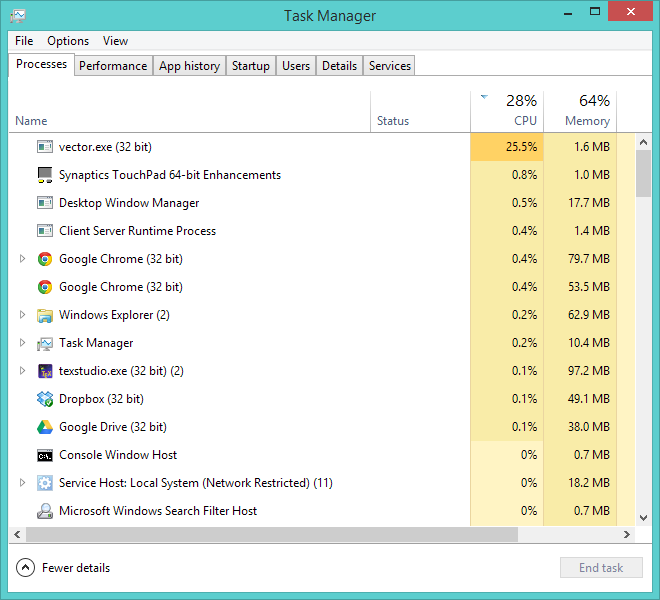 Task Manager
File Options View
Processes Performance App history Startup Users Details Services
28% 64%
Name Status CPU Memory
vector.exe (32 bit) 25.5% 1.6 MB
Synaptics TouchPad 64-bit Enhancements 0.8% 1.0 MB
Desktop Window Manager 0.5% 17.7 MB
Client Server Runtime Process 0.4% 1.4 MB
Google Chrome (32 bit) 0.4% 79.7 MB
Google Chrome (32 bit) 0.4% 53.5 MB
Windows Explorer (2) 0.2% 62.9 MB
Task Manager 0.2% 10.4 MB
texstudio.exe (32 bit) (2) 0.1% 97.2 MB
Dropbox (32 bit) 0.1% 49.1 MB
Google Drive (32 bit) 0.1% 38.0 MB
Console Window Host 0% 0.7 MB
Service Host: Local System (Network Restricted) (11) 0% 18.2 MB
Microsoft Windows Search Filter Host 0% 0.7 MB
Fewer details End task